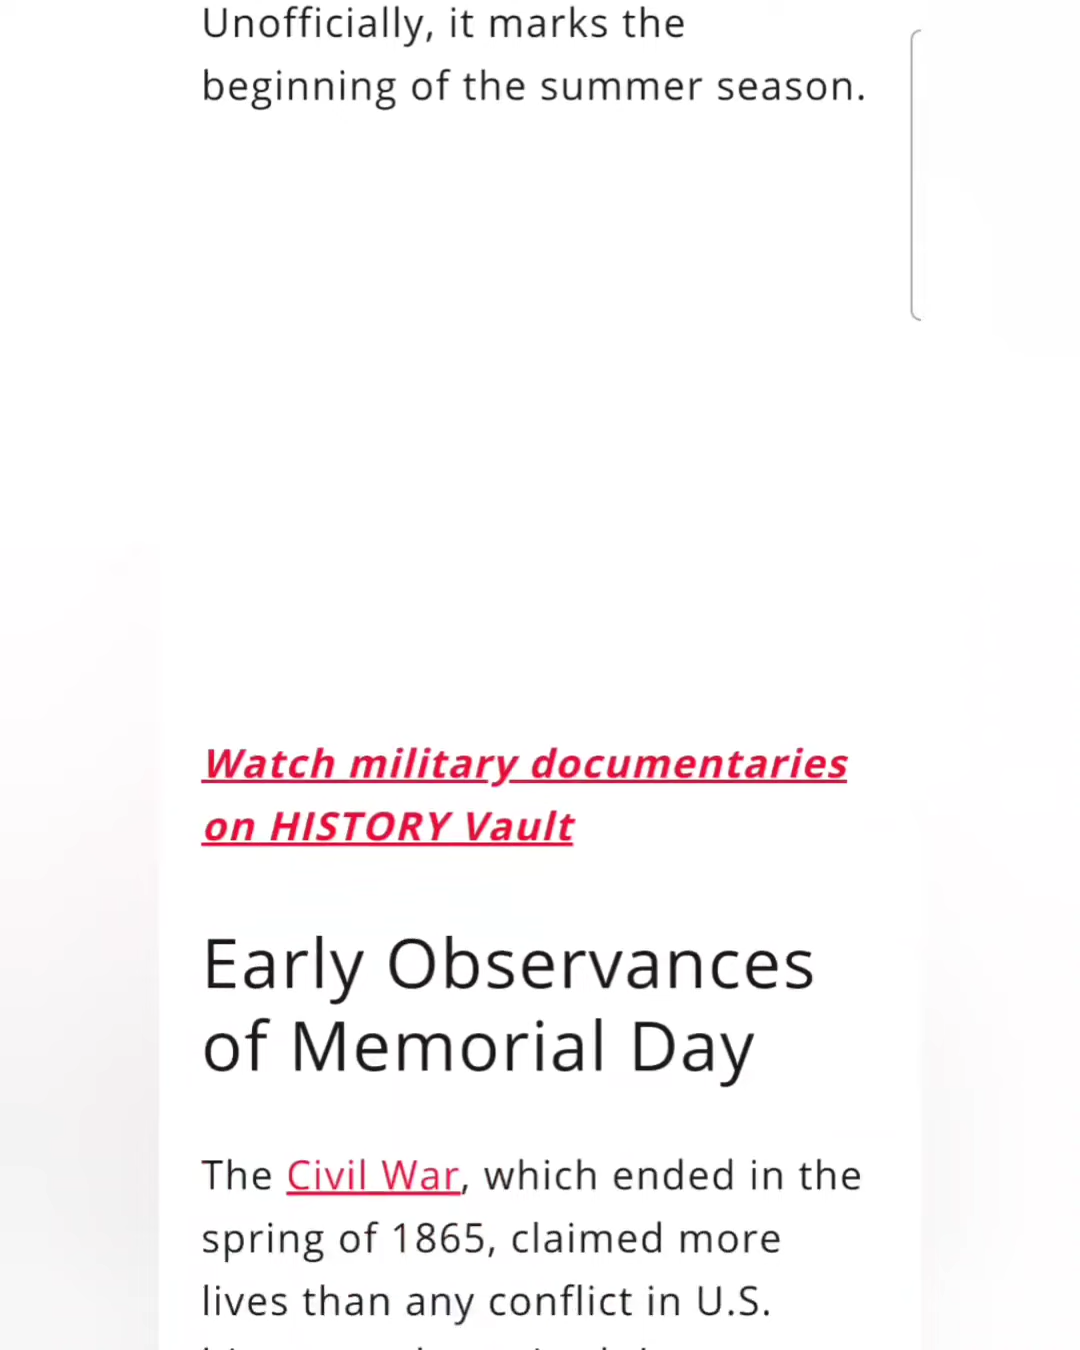 Unofficially, it marks the
beginning of the summer season.
Watch military documentaries
on HISTORY Vault
Early Observances
of Memorial Day
The Civil War, which ended in the
spring of 1865, claimed more
lives than any conflict in U.S.